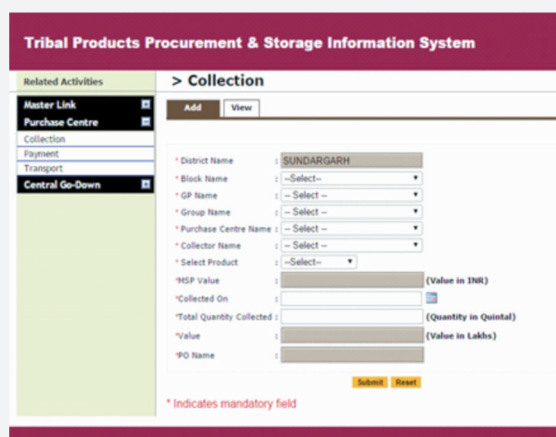 Tribal Products Procurement & Storage Information System
Related Activities
Master Link
Purchase Centre
Collection
Payment
Transport
Central Go-Down
> Collection
Add View
* District Name : SUNDARGARH
* Block Name : --Select--
* GP Name : -- Select --
* Group Name : -- Select --
* Purchase Centre Name : -- Select --
* Collector Name : -- Select --
* Select Product : --Select--
*MSP Value : (Value in INR)
*Collected On :
*Total Quantity Collected : (Quantity in Quintal)
*Value : (Value in Lakhs)
*PO Name :
Submit Reset
* Indicates mandatory field